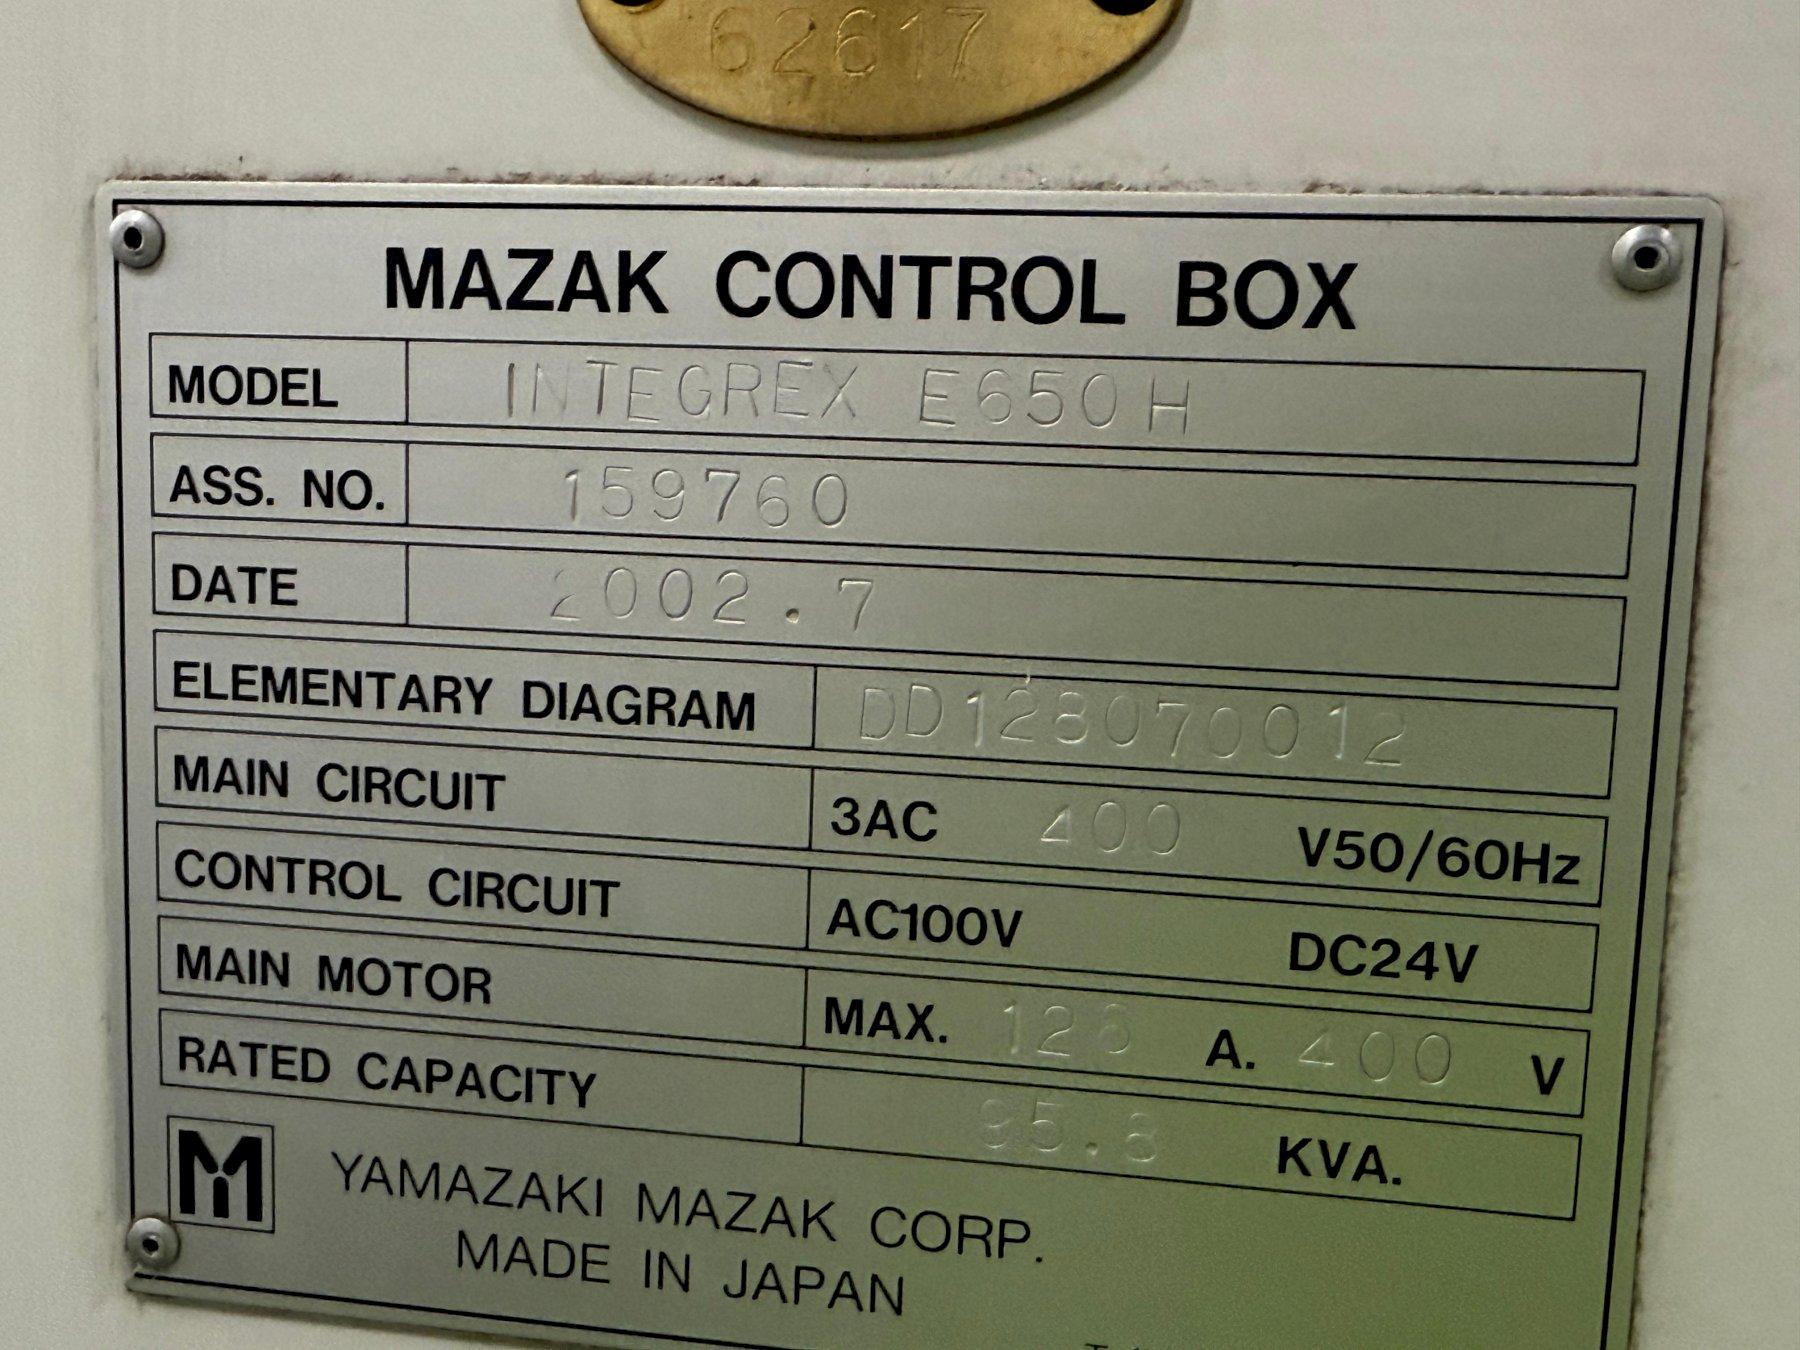 62617
MAZAK CONTROL BOX
MODEL INTEGREX E650H
ASS. NO. 159760
DATE 2002.7
ELEMENTARY DIAGRAM DD123070012
MAIN CIRCUIT 3AC 400 V50/60Hz
CONTROL CIRCUIT AC100V DC24V
MAIN MOTOR MAX. 126 A. 400 V
RATED CAPACITY KVA.
YAMAZAKI MAZAK CORP.
MADE IN JAPAN